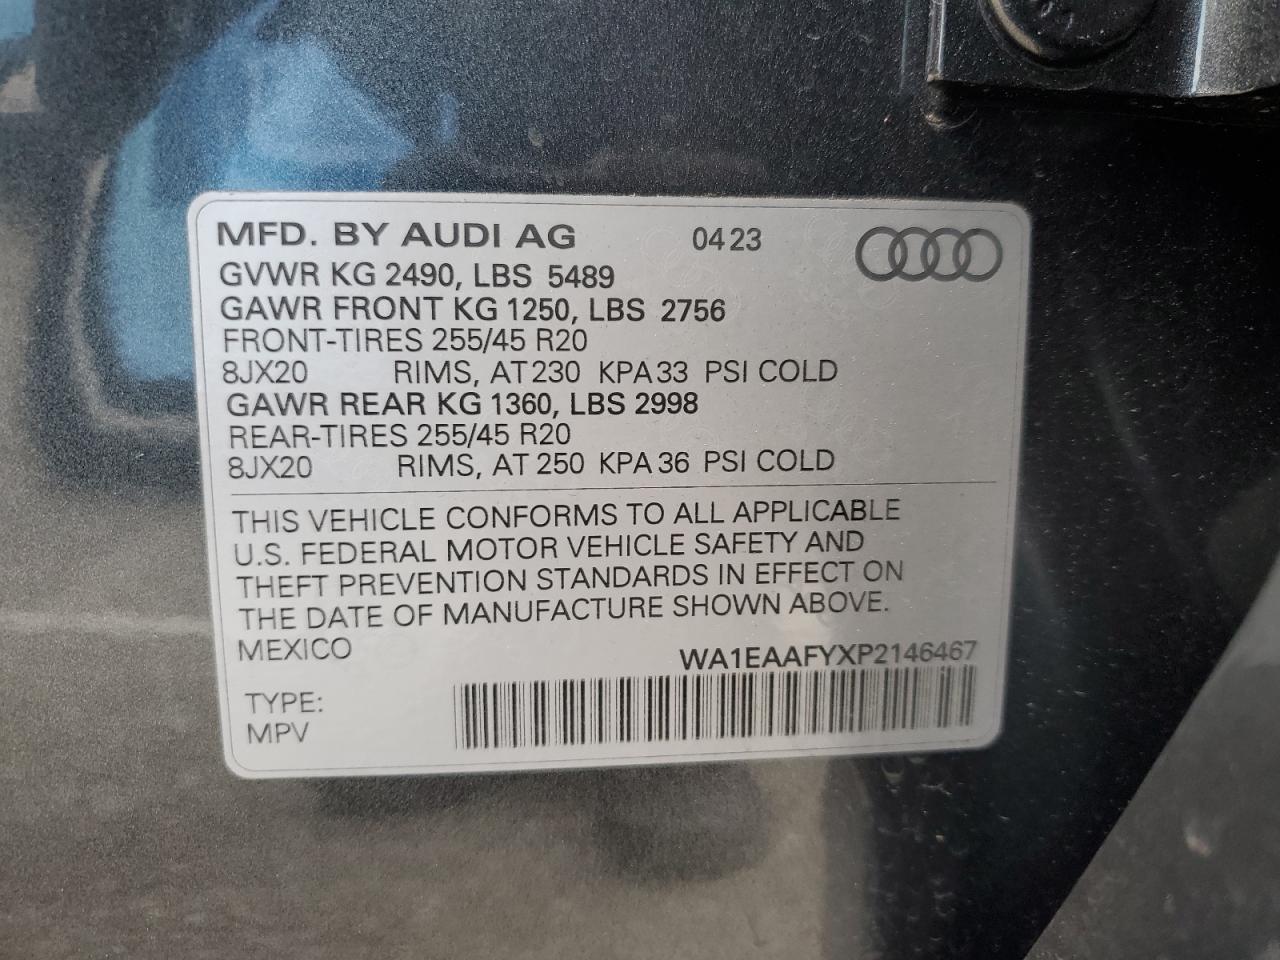 MFD. BY AUDI AG 0423
GVWR KG 2490, LBS 5489
GAWR FRONT KG 1250, LBS 2756
FRONT-TIRES 255/45 R20
8JX20 RIMS, AT 230 KPA 33 PSI COLD
GAWR REAR KG 1360, LBS 2998
REAR-TIRES 255/45 R20
8JX20 RIMS, AT 250 KPA 36 PSI COLD
THIS VEHICLE CONFORMS TO ALL APPLICABLE
U.S. FEDERAL MOTOR VEHICLE SAFETY AND
THEFT PREVENTION STANDARDS IN EFFECT ON
THE DATE OF MANUFACTURE SHOWN ABOVE.
MEXICO WA1EAAFYXP2146467
TYPE:
MPV